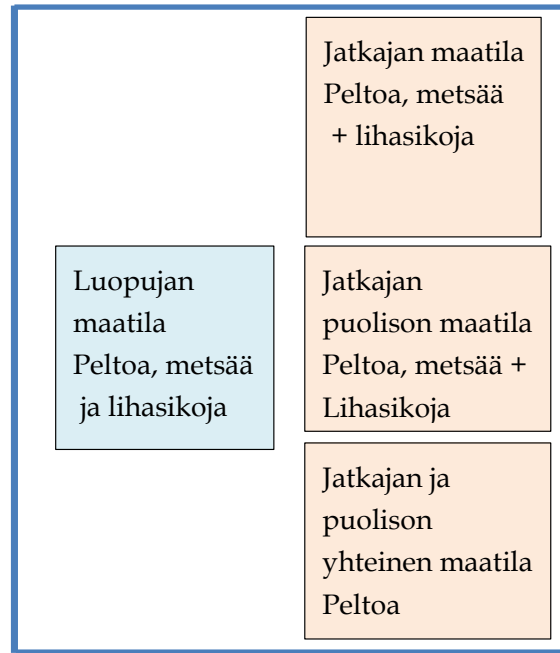 Jatkajan maatila
Peltoa, metsää
+ lihasikoja
Luopujan
maatila
Peltoa, metsää
ja lihasikoja
Jatkajan
puolison maatila
Peltoa, metsää +
Lihasikoja
Jatkajan ja
puolison
yhteinen maatila
Peltoa